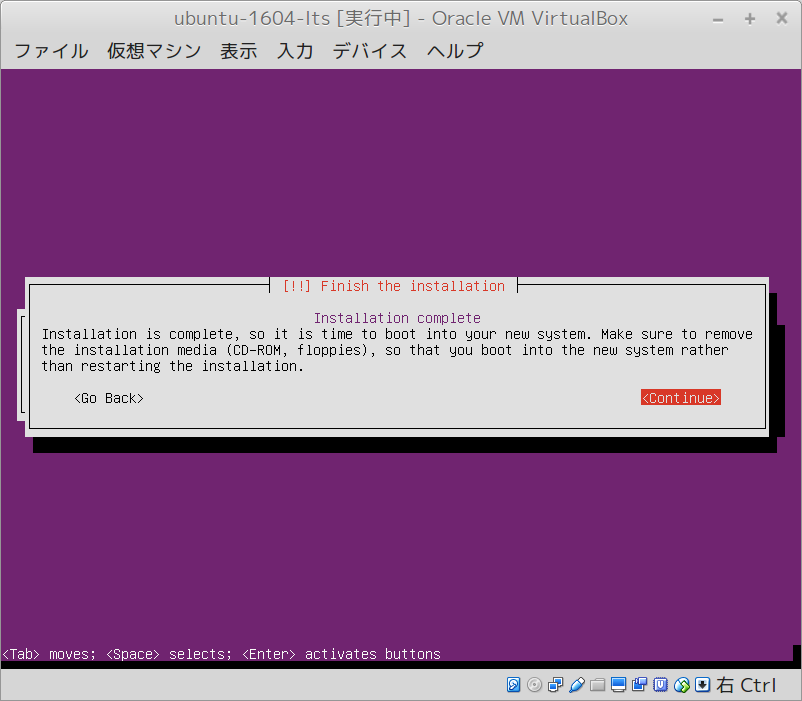 ubuntu-1604-lts [実行中] - Oracle VM VirtualBox
ファイル 仮想マシン 表示 入力 デバイス ヘルプ
[!!] Finish the installation
Installation complete
Installation is complete, so it is time to boot into your new system. Make sure to remove
the installation media (CD-ROM, floppies), so that you boot into the new system rather
than restarting the installation.
<Go Back> <Continue>
<Tab> moves; <Space> selects; <Enter> activates buttons
右 Ctrl